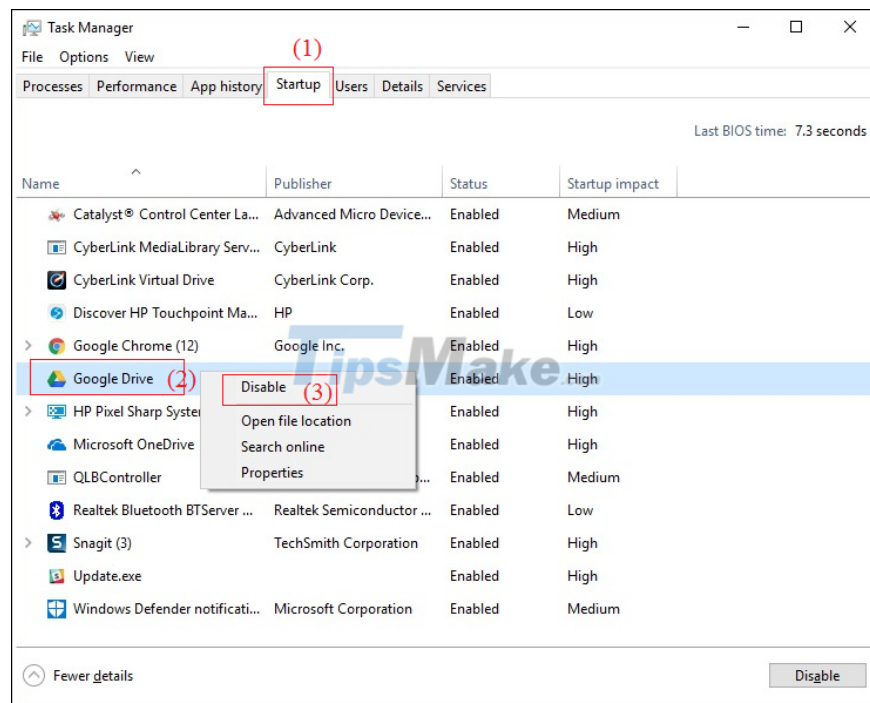 Task Manager
(1)
File Options View
Processes Performance App history Startup Users Details Services
Last BIOS time: 7.3 seconds
Name Publisher Status Startup impact
Catalyst® Control Center La... Advanced Micro Device... Enabled Medium
CyberLink MediaLibrary Serv... CyberLink Enabled High
CyberLink Virtual Drive CyberLink Corp. Enabled High
Discover HP Touchpoint Ma... HP Enabled Low
Google Chrome (12) Google Inc. Enabled High
TipsMake
Google Drive (2) Enabled High
Disable (3)
HP Pixel Sharp Enabled High
Open file location
Microsoft OneDrive Enabled High
Search online
QLBController Enabled Medium
Properties
Realtek Bluetooth BTServer ... Realtek Semiconductor ... Enabled Low
Snagit (3) TechSmith Corporation Enabled High
Update.exe Enabled High
Windows Defender notificati... Microsoft Corporation Enabled Medium
Fewer details Disable